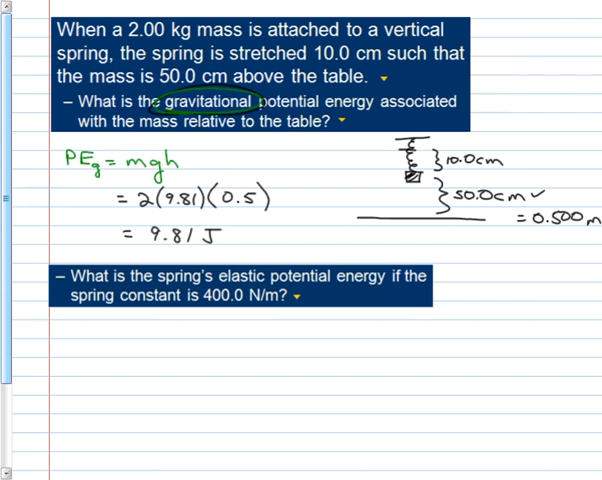 When a 2.00 kg mass is attached to a vertical
spring, the spring is stretched 10.0 cm such that
the mass is 50.0 cm above the table.
– What is the gravitational potential energy associated
with the mass relative to the table?
PEg = mgh
= 2(9.81)(0.5)
= 9.81 J
10.0cm
50.0cm ✓
= 0.500 m
– What is the spring's elastic potential energy if the
spring constant is 400.0 N/m?